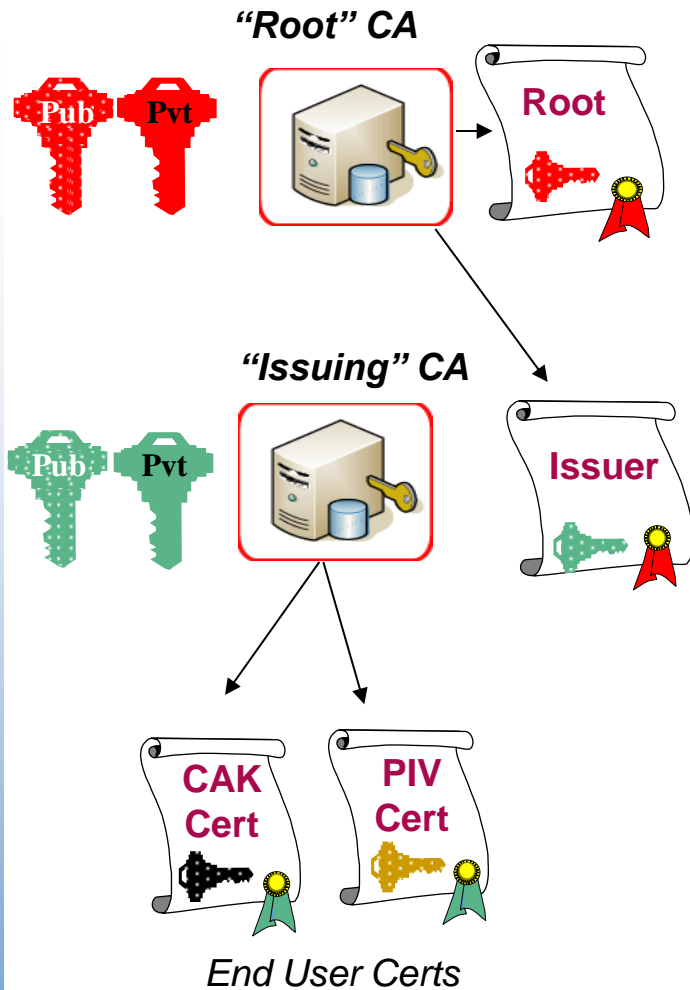 “Root” CA
Pub
Pvt
Root
“Issuing” CA
Pub
Pvt
Issuer
CAK
Cert
PIV
Cert
End User Certs